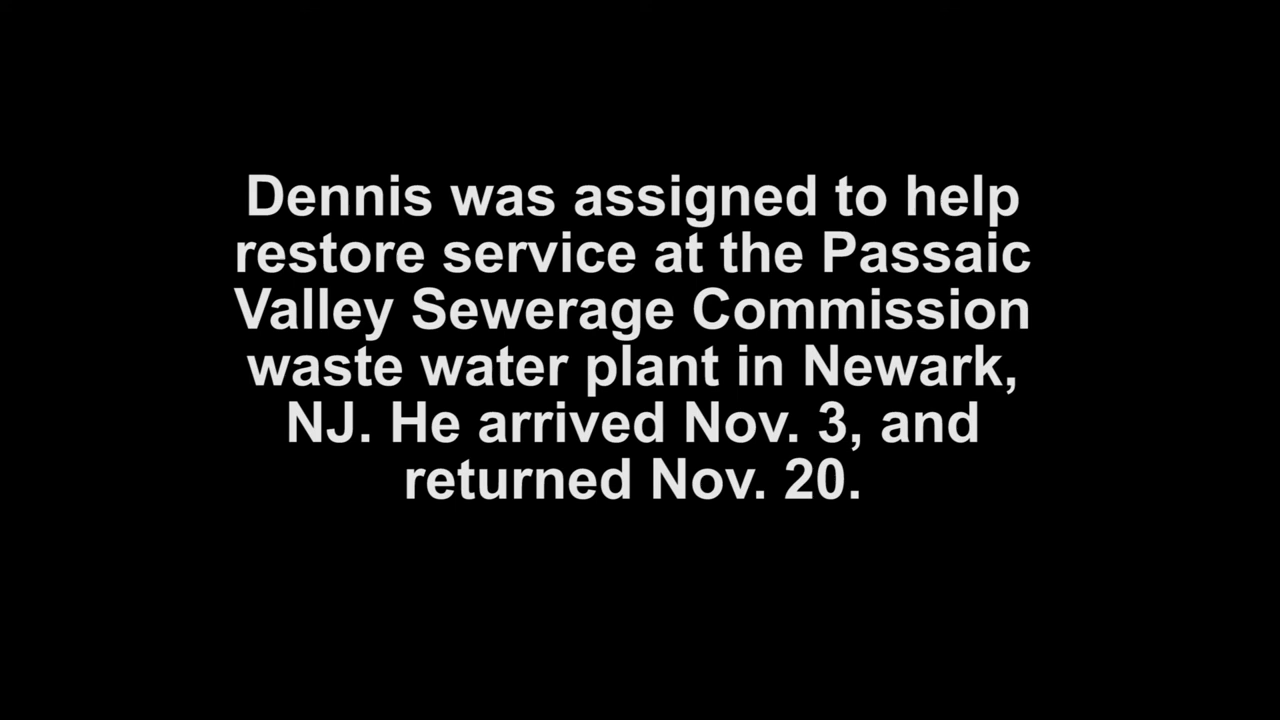 Dennis was assigned to help
restore service at the Passaic
Valley Sewerage Commission
waste water plant in Newark,
NJ. He arrived Nov. 3, and
returned Nov. 20.